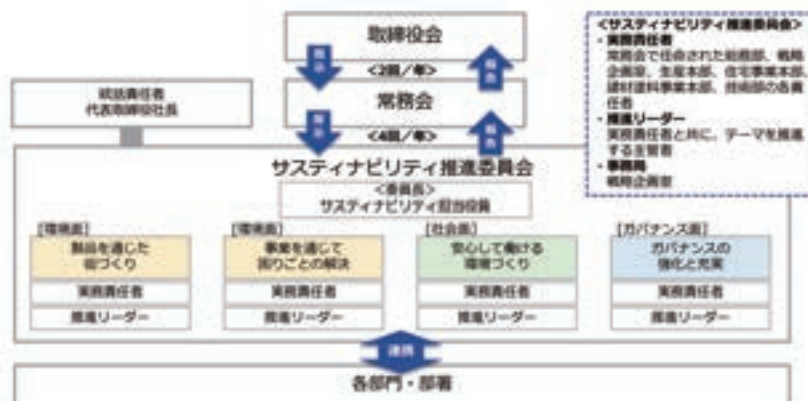 取締役会
指示
<2回/年>
報告
統括責任者
代表取締役社長
常務会
指示
<4回/年>
報告
<サスティナビリティ推進委員会>
・実務責任者
常務会で任命された総務部、戦略
企画室、生産本部、住宅事業本部
建材塗料事業本部、技術部の各責
任者
・推進リーダー
実務責任者と共に、テーマを推進
する主管者
・事務局
戦略企画室
サスティナビリティ推進委員会
<委員長>
サスティナビリティ担当役員
[環境面]
製品を通じた
街づくり
実務責任者
推進リーダー
[環境面]
事業を通じて
困りごとの解決
実務責任者
推進リーダー
[社会面]
安心して働ける
環境づくり
実務責任者
推進リーダー
[ガバナンス面]
ガバナンスの
強化と充実
実務責任者
推進リーダー
連携
各部門・部署